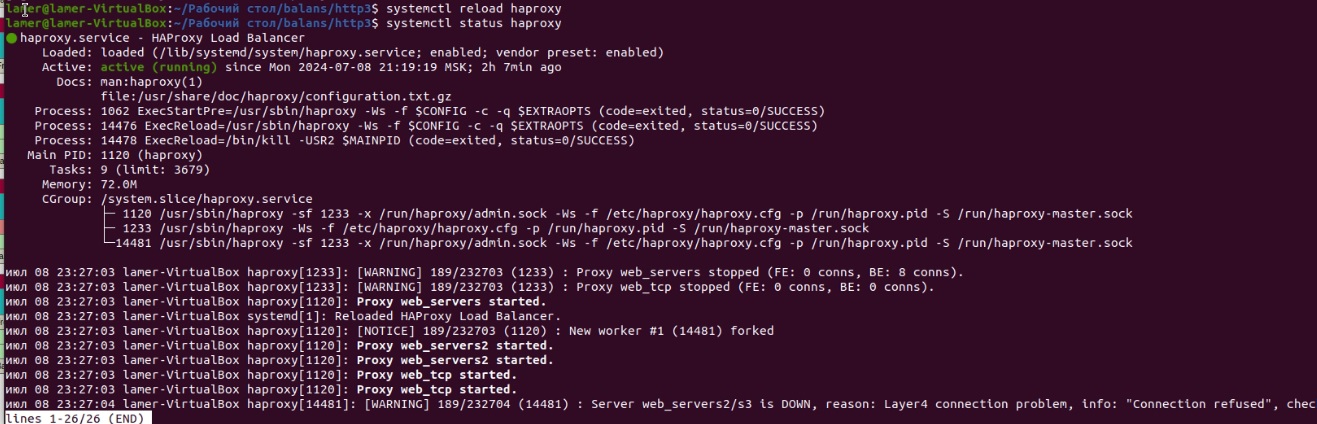 lamer@lamer-VirtualBox:~/Рабочий стол/balans/http3$ systemctl reload haproxy
lamer@lamer-VirtualBox:~/Рабочий стол/balans/http3$ systemctl status haproxy
● haproxy.service - HAProxy Load Balancer
Loaded: loaded (/lib/systemd/system/haproxy.service; enabled; vendor preset: enabled)
Active: active (running) since Mon 2024-07-08 21:19:19 MSK; 2h 7min ago
Docs: man:haproxy(1)
file:/usr/share/doc/haproxy/configuration.txt.gz
Process: 1062 ExecStartPre=/usr/sbin/haproxy -Ws -f $CONFIG -c -q $EXTRAOPTS (code=exited, status=0/SUCCESS)
Process: 14476 ExecReload=/usr/sbin/haproxy -Ws -f $CONFIG -c -q $EXTRAOPTS (code=exited, status=0/SUCCESS)
Process: 14478 ExecReload=/bin/kill -USR2 $MAINPID (code=exited, status=0/SUCCESS)
Main PID: 1120 (haproxy)
Tasks: 9 (limit: 3679)
Memory: 72.0M
CGroup: /system.slice/haproxy.service
├─ 1120 /usr/sbin/haproxy -sf 1233 -x /run/haproxy/admin.sock -Ws -f /etc/haproxy/haproxy.cfg -p /run/haproxy.pid -S /run/haproxy-master.sock
├─ 1233 /usr/sbin/haproxy -Ws -f /etc/haproxy/haproxy.cfg -p /run/haproxy.pid -S /run/haproxy-master.sock
└─14481 /usr/sbin/haproxy -sf 1233 -x /run/haproxy/admin.sock -Ws -f /etc/haproxy/haproxy.cfg -p /run/haproxy.pid -S /run/haproxy-master.sock
июл 08 23:27:03 lamer-VirtualBox haproxy[1233]: [WARNING] 189/232703 (1233) : Proxy web_servers stopped (FE: 0 conns, BE: 8 conns).
июл 08 23:27:03 lamer-VirtualBox haproxy[1233]: [WARNING] 189/232703 (1233) : Proxy web_tcp stopped (FE: 0 conns, BE: 0 conns).
июл 08 23:27:03 lamer-VirtualBox haproxy[1120]: Proxy web_servers started.
июл 08 23:27:03 lamer-VirtualBox systemd[1]: Reloaded HAProxy Load Balancer.
июл 08 23:27:03 lamer-VirtualBox haproxy[1120]: [NOTICE] 189/232703 (1120) : New worker #1 (14481) forked
июл 08 23:27:03 lamer-VirtualBox haproxy[1120]: Proxy web_servers2 started.
июл 08 23:27:03 lamer-VirtualBox haproxy[1120]: Proxy web_servers2 started.
июл 08 23:27:03 lamer-VirtualBox haproxy[1120]: Proxy web_tcp started.
июл 08 23:27:03 lamer-VirtualBox haproxy[1120]: Proxy web_tcp started.
июл 08 23:27:04 lamer-VirtualBox haproxy[14481]: [WARNING] 189/232704 (14481) : Server web_servers2/s3 is DOWN, reason: Layer4 connection problem, info: "Connection refused", chec
lines 1-26/26 (END)